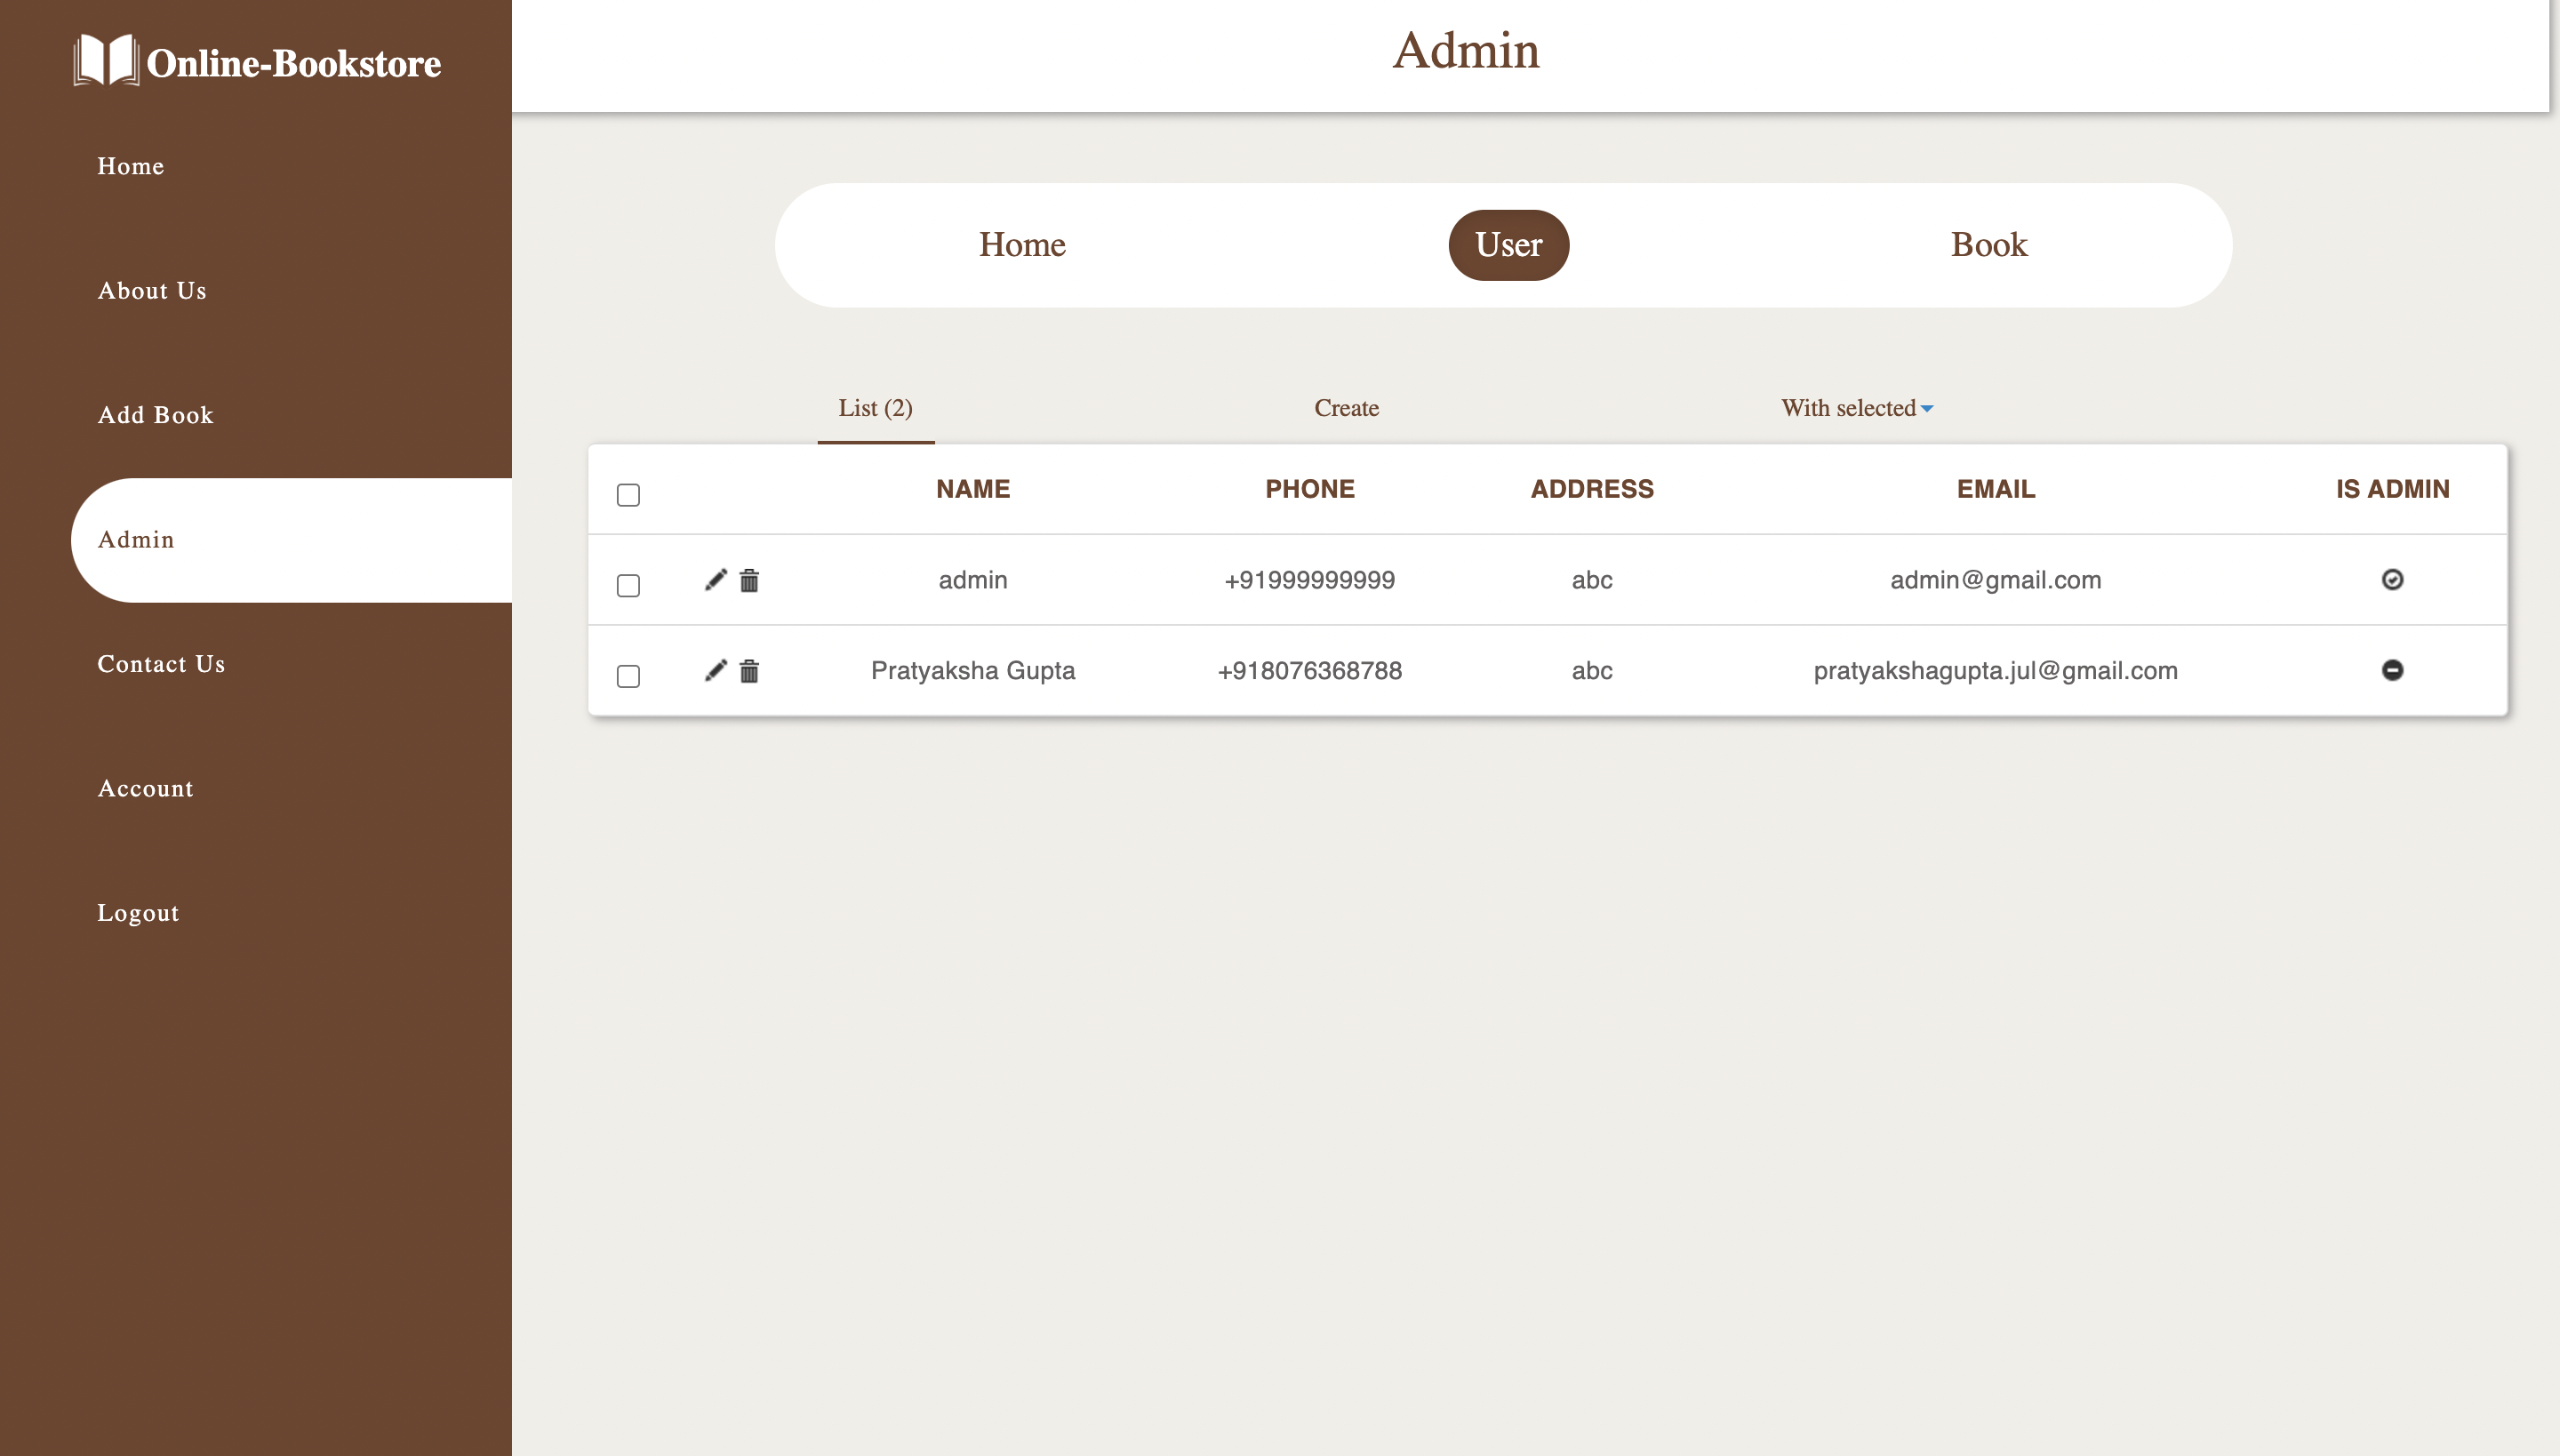 Online-Bookstore
Home
About Us
Add Book
Admin
Contact Us
Account
Logout
Admin
Home User Book
List (2) Create With selected
NAME PHONE ADDRESS EMAIL IS ADMIN
admin +91999999999 abc admin@gmail.com
Pratyaksha Gupta +918076368788 abc pratyakshagupta.jul@gmail.com